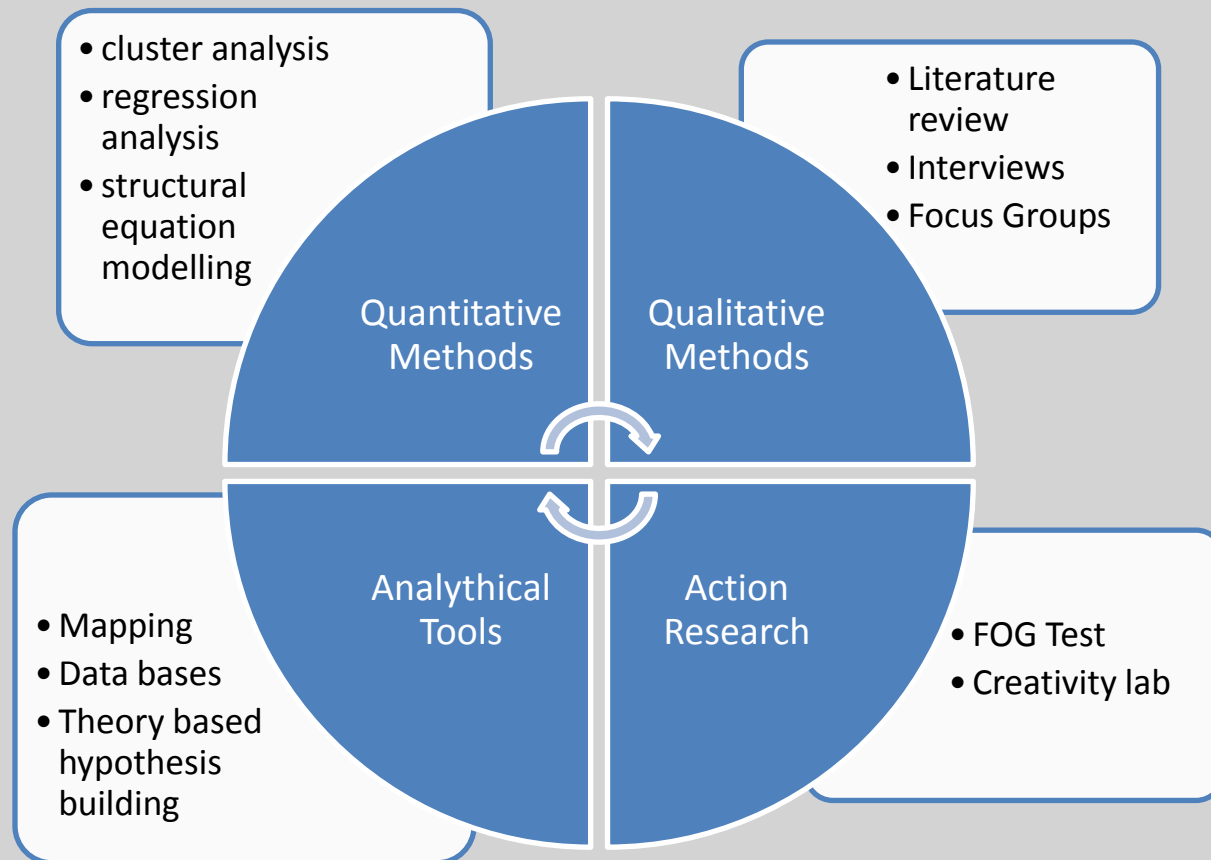 • cluster analysis
• regression
analysis
• structural
equation
modelling
• Literature
review
• Interviews
• Focus Groups
Quantitative
Methods
Qualitative
Methods
Analythical
Tools
Action
Research
• Mapping
• Data bases
• Theory based
hypothesis
building
• FOG Test
• Creativity lab